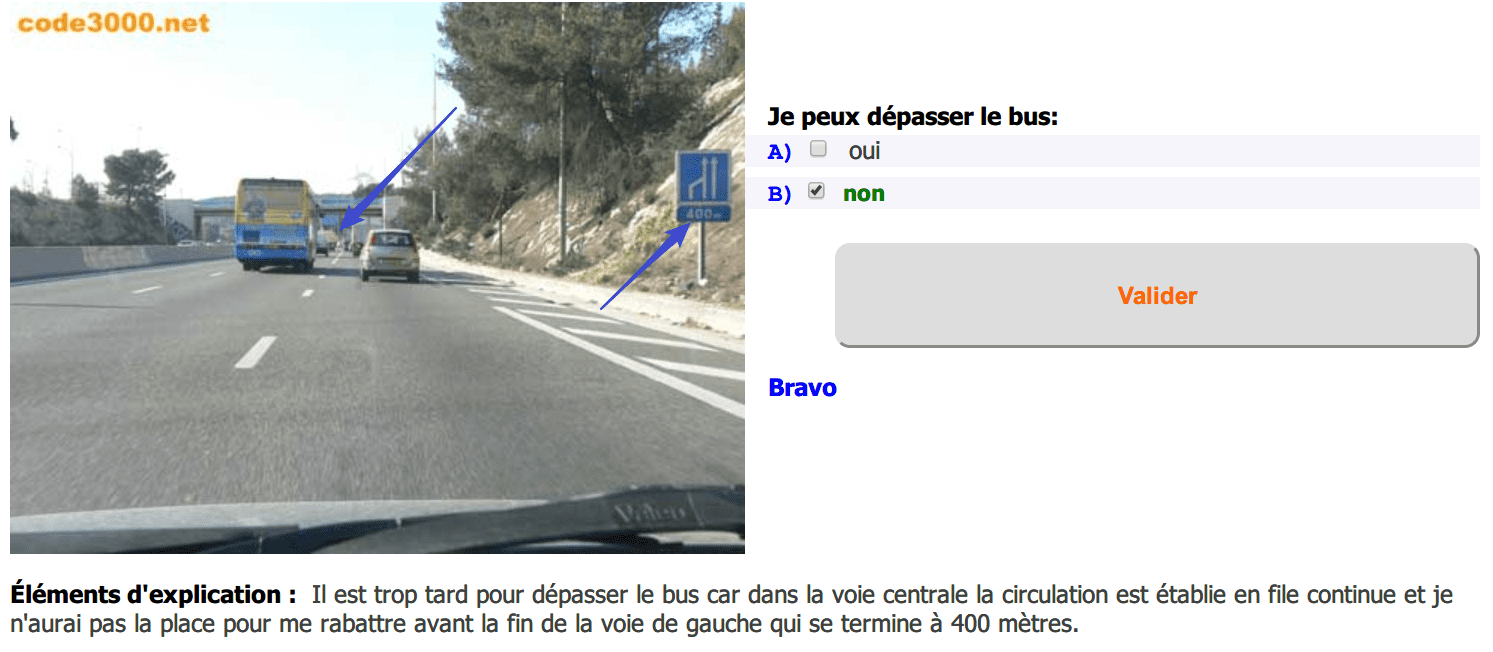 code3000.net
400m
Je peux dépasser le bus:
A) oui
B) non
Valider
Bravo
Éléments d'explication : Il est trop tard pour dépasser le bus car dans la voie centrale la circulation est établie en file continue et je
n'aurai pas la place pour me rabattre avant la fin de la voie de gauche qui se termine à 400 mètres.